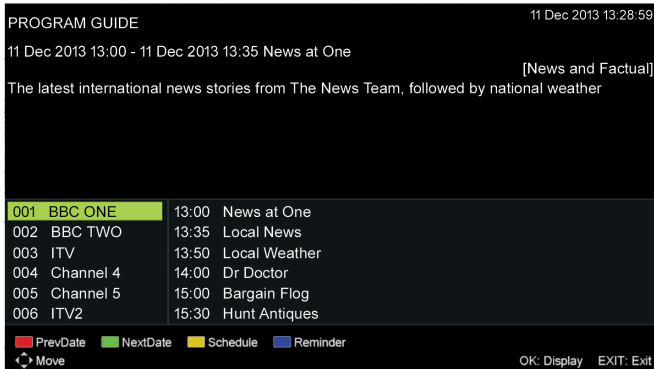 PROGRAM GUIDE
11 Dec 2013 13:28:59
11 Dec 2013 13:00 - 11 Dec 2013 13:35 News at One
[News and Factual]
The latest international news stories from The News Team, followed by national weather
001 BBC ONE
002 BBC TWO
003 ITV
004 Channel 4
005 Channel 5
006 ITV2
13:00 News at One
13:35 Local News
13:50 Local Weather
14:00 Dr Doctor
15:00 Bargain Flog
15:30 Hunt Antiques
PrevDate NextDate Schedule Reminder
Move OK: Display EXIT: Exit